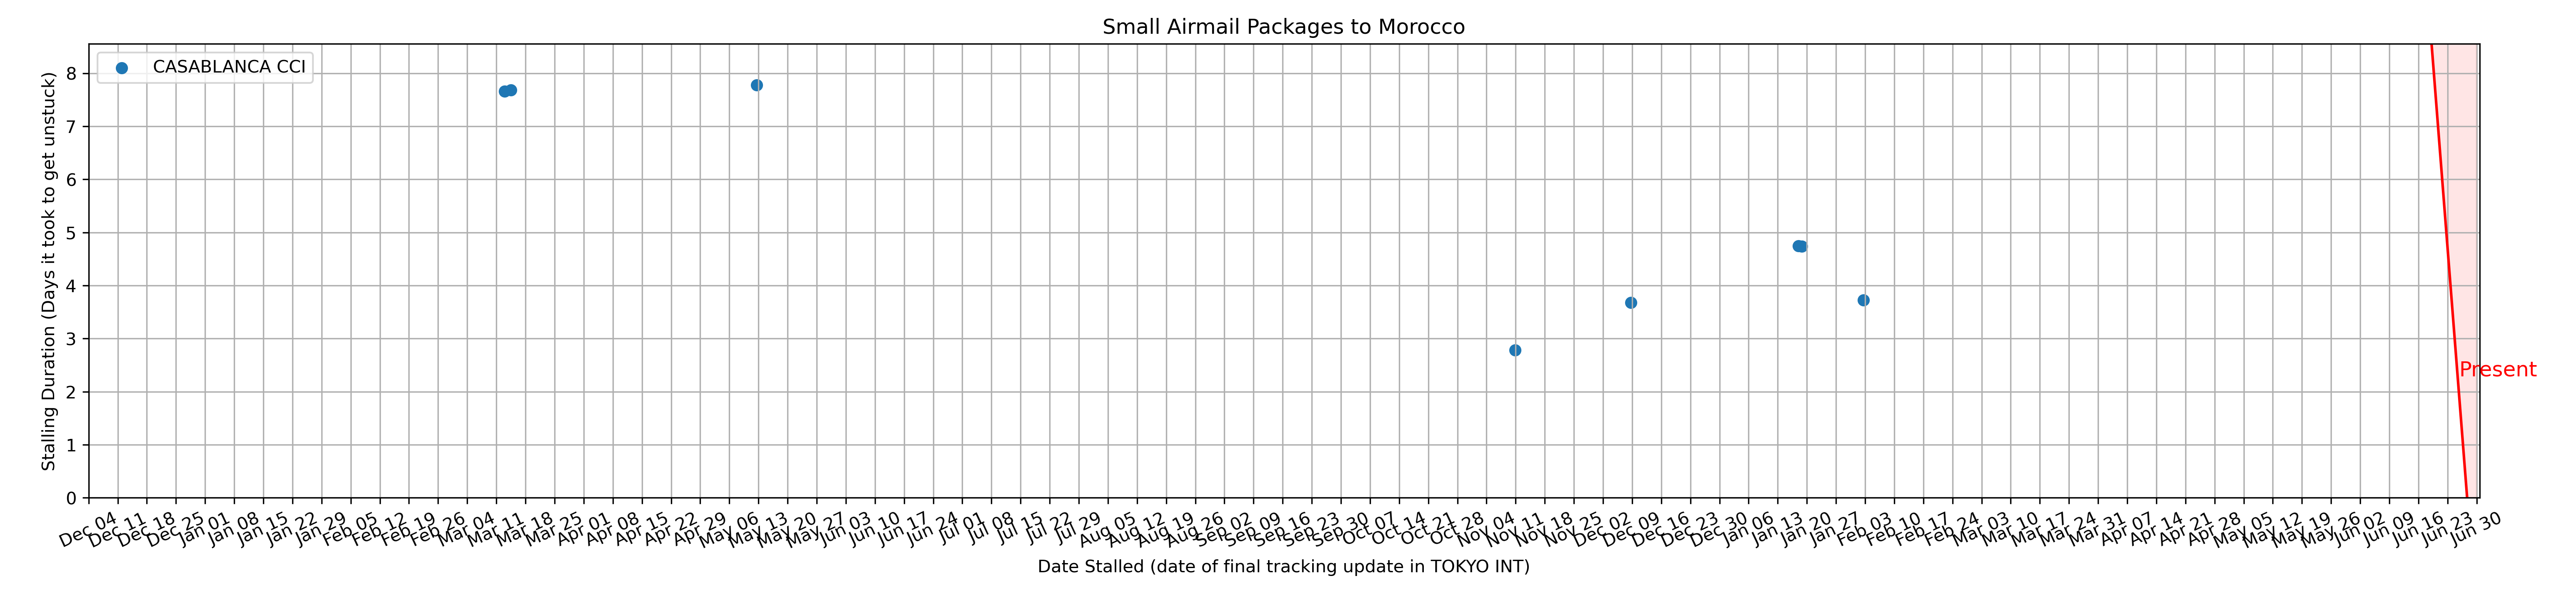 Small Airmail Packages to Morocco
CASABLANCA CCI
Stalling Duration (Days it took to get unstuck)
8
7
6
5
4
3
2
1
0
Present
Dec 04
Dec 11
Dec 18
Dec 25
Jan 01
Jan 08
Jan 15
Jan 22
Jan 29
Feb 05
Feb 12
Feb 19
Feb 26
Mar 04
Mar 11
Mar 18
Mar 25
Apr 01
Apr 08
Apr 15
Apr 22
Apr 29
May 06
May 13
May 20
May 27
Jun 03
Jun 10
Jun 17
Jun 24
Jul 01
Jul 08
Jul 15
Jul 22
Jul 29
Aug 05
Aug 12
Aug 19
Aug 26
Sep 02
Sep 09
Sep 16
Sep 23
Sep 30
Oct 07
Oct 14
Oct 21
Oct 28
Nov 04
Nov 11
Nov 18
Nov 25
Dec 02
Dec 09
Dec 16
Dec 23
Dec 30
Jan 06
Jan 13
Jan 20
Jan 27
Feb 03
Feb 10
Feb 17
Feb 24
Mar 03
Mar 10
Mar 17
Mar 24
Mar 31
Apr 07
Apr 14
Apr 21
Apr 28
May 05
May 12
May 19
May 26
Jun 02
Jun 09
Jun 16
Jun 23
Jun 30
Date Stalled (date of final tracking update in TOKYO INT)